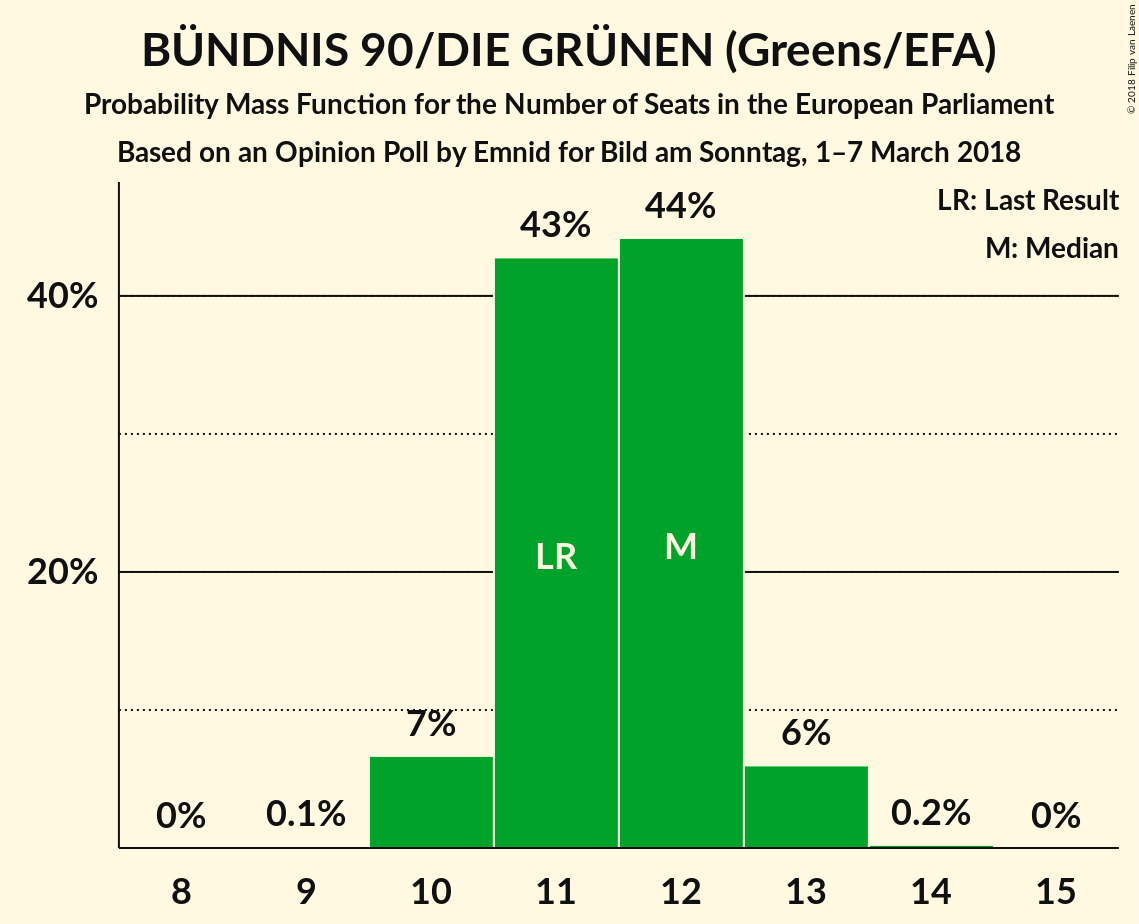 BÜNDNIS 90/DIE GRÜNEN (Greens/EFA)
Probability Mass Function for the Number of Seats in the European Parliament
Based on an Opinion Poll by Emnid for Bild am Sonntag, 1–7 March 2018
© 2018 Filip van Laenen
LR: Last Result
M: Median
40%
20%
0%
0.1%
7%
43%
44%
6%
0.2%
0%
LR
M
8
9
10
11
12
13
14
15